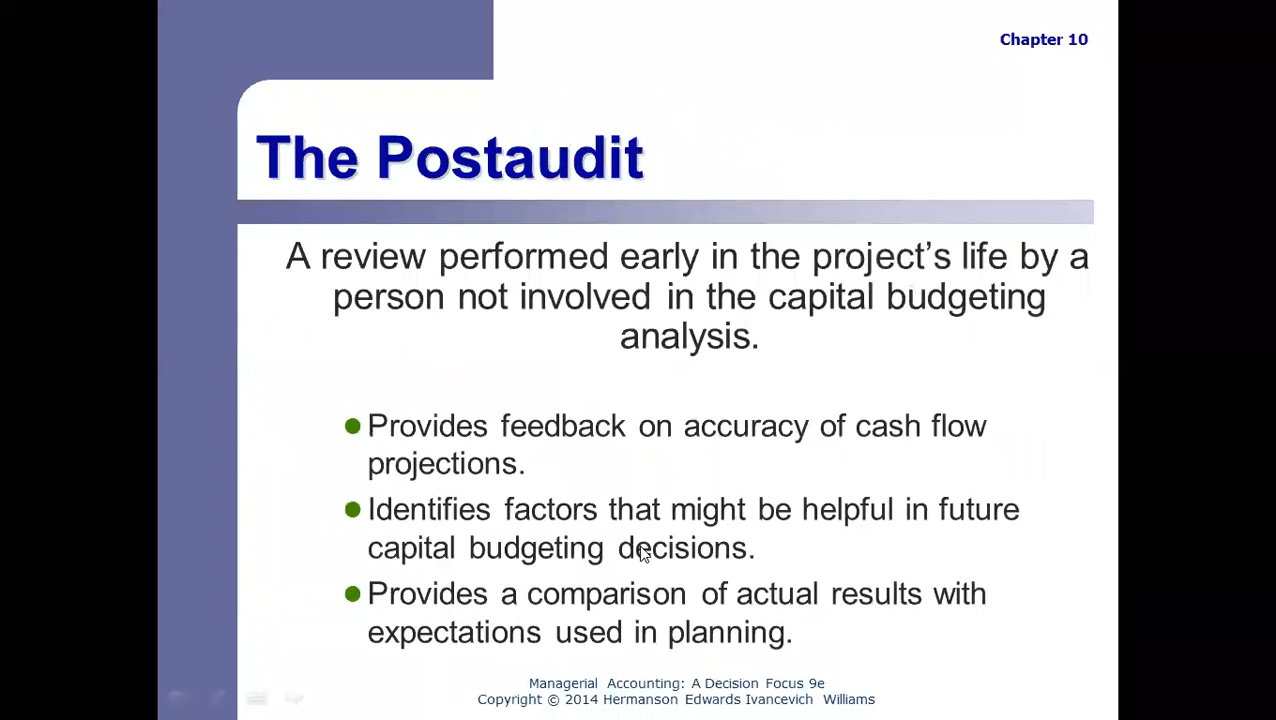 Chapter 10
The Postaudit
A review performed early in the project’s life by a
person not involved in the capital budgeting
analysis.
Provides feedback on accuracy of cash flow
projections.
Identifies factors that might be helpful in future
capital budgeting decisions.
Provides a comparison of actual results with
expectations used in planning.
Managerial Accounting: A Decision Focus 9e
Copyright © 2014 Hermanson Edwards Ivancevich Williams